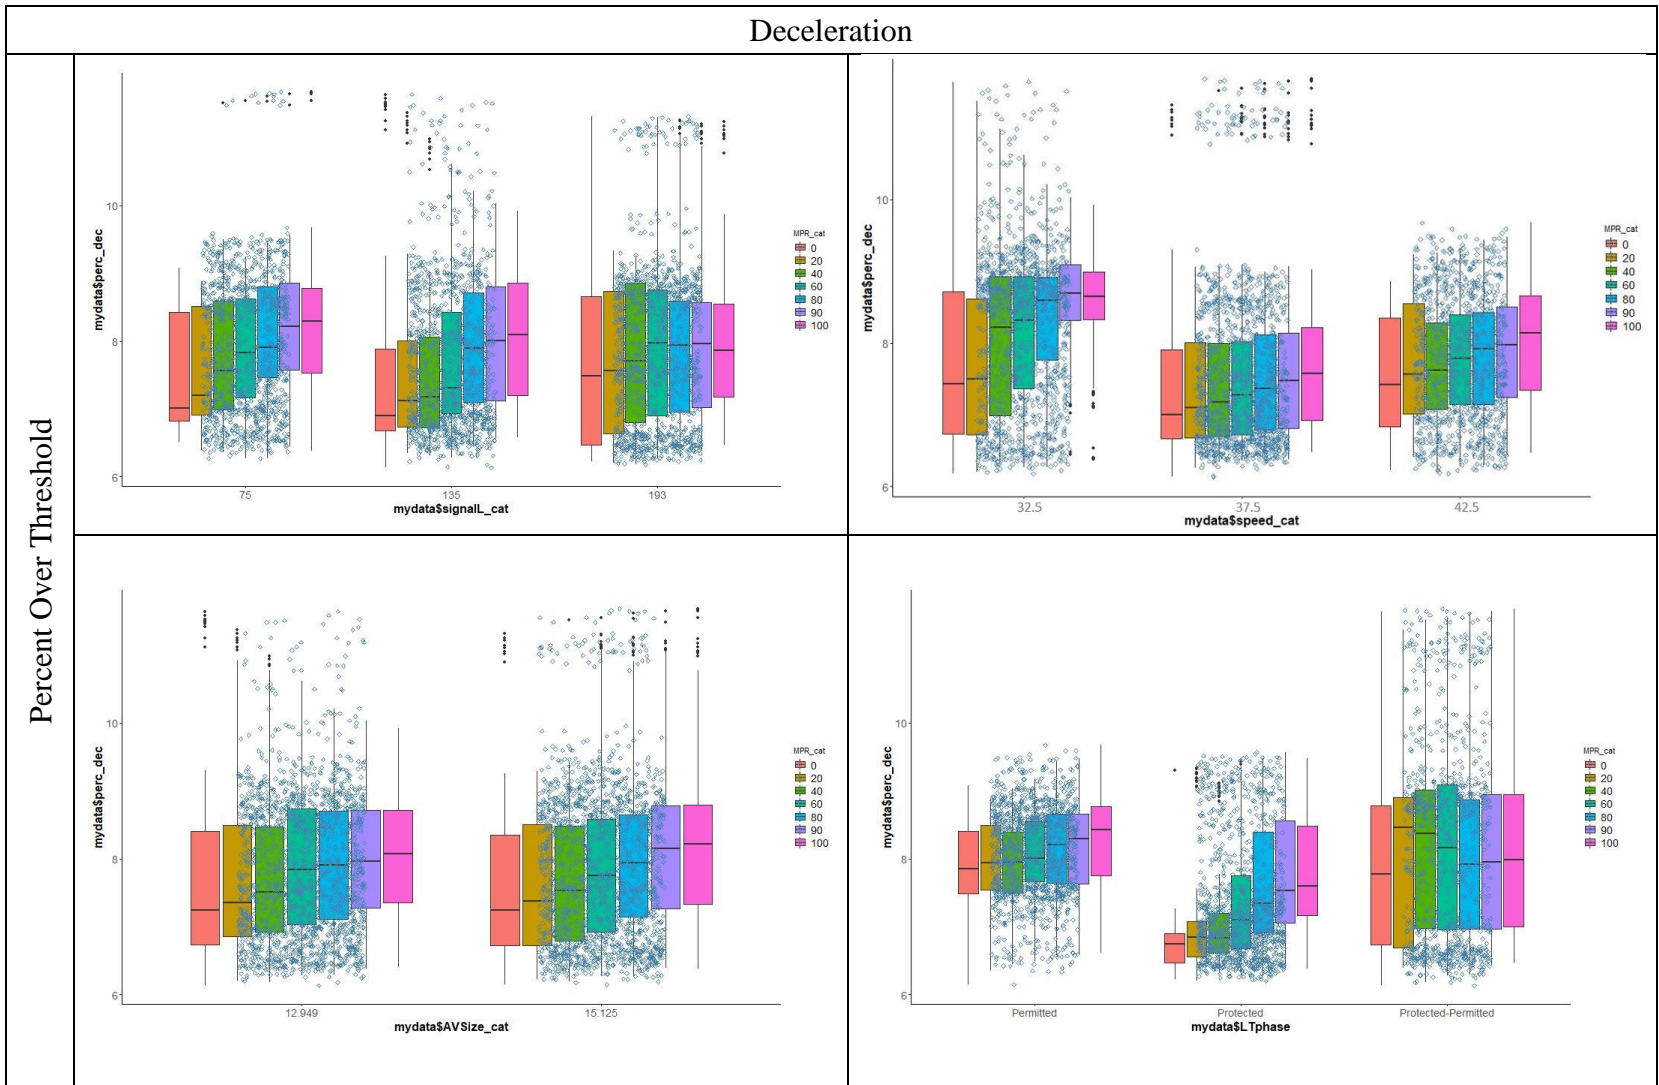 Deceleration
Percent Over Threshold
mydata$perc_dec
10
8
6
75
135
193
mydata$signalL_cat
MPR_cat
0
20
40
60
80
90
100
mydata$perc_dec
10
8
6
32.5
37.5
42.5
mydata$speed_cat
MPR_cat
0
20
40
60
80
90
100
mydata$perc_dec
10
8
6
12.949
15.125
mydata$AVSize_cat
MPR_cat
0
20
40
60
80
90
100
mydata$perc_dec
10
8
6
Permitted
Protected
Protected-Permitted
mydata$LTphase
MPR_cat
0
20
40
60
80
90
100